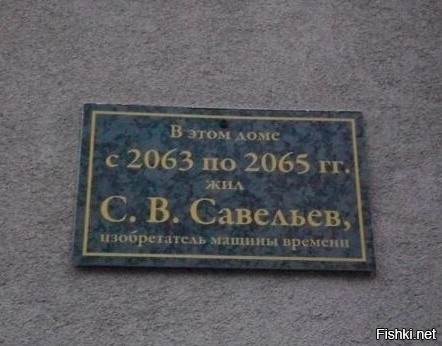 В этом доме
с 2063 по 2065 гг.
жил
С. В. Савельев,
изобретатель машины времени
Fishki.net